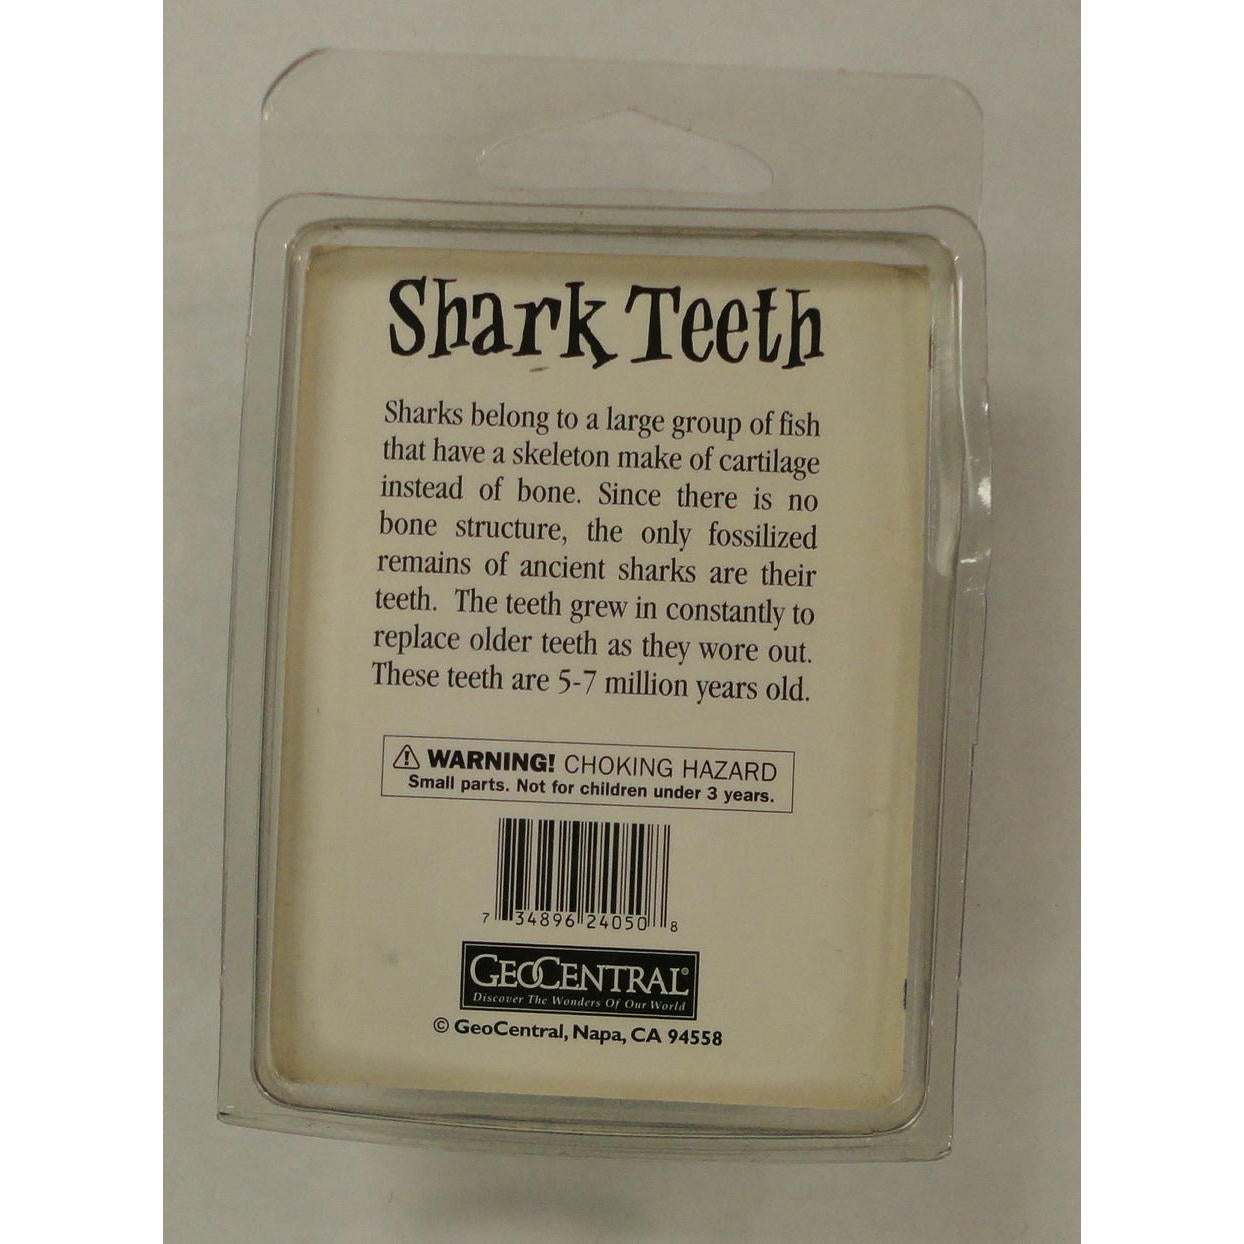 Shark Teeth
Sharks belong to a large group of fish
that have a skeleton make of cartilage
instead of bone. Since there is no
bone structure, the only fossilized
remains of ancient sharks are their
teeth. The teeth grew in constantly to
replace older teeth as they wore out.
These teeth are 5-7 million years old.
WARNING! CHOKING HAZARD
Small parts. Not for children under 3 years.
7 34896 24050 8
GEOCENTRAL®
Discover The Wonders Of Our World
© GeoCentral, Napa, CA 94558